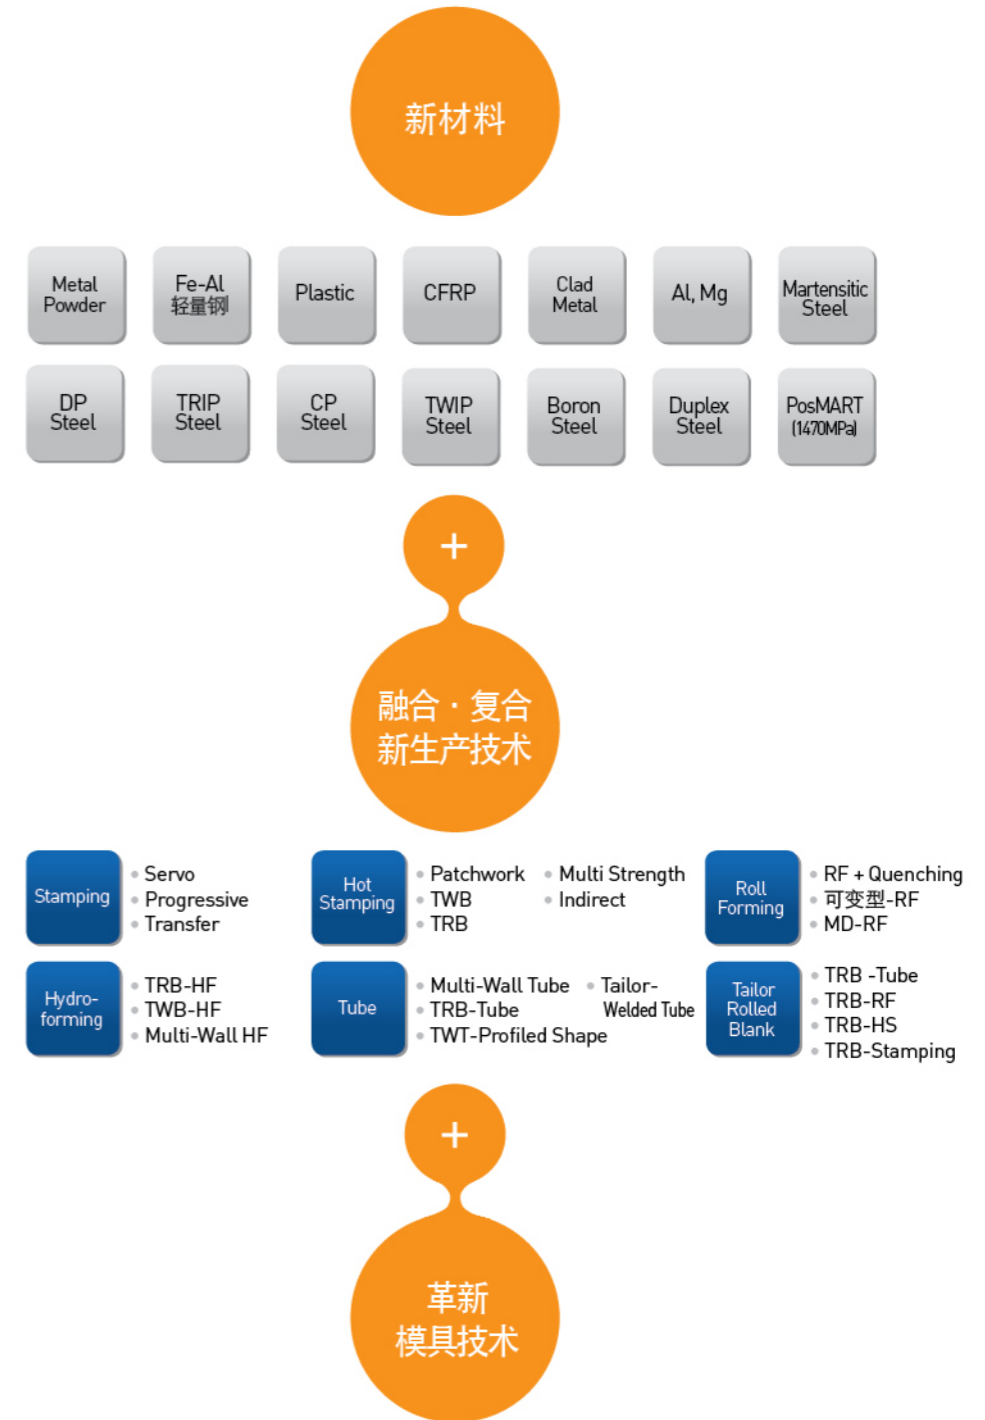 新材料
Metal
Powder
Fe-Al
轻量钢
Plastic
CFRP
Clad
Metal
Al, Mg
Martensitic
Steel
DP
Steel
TRIP
Steel
CP
Steel
TWIP
Steel
Boron
Steel
Duplex
Steel
PosMART
(1470MPa)
+
融合·复合
新生产技术
Stamping
• Servo
• Progressive
• Transfer
Hot
Stamping
• Patchwork
• TWB
• TRB
• Multi Strength
• Indirect
Roll
Forming
• RF + Quenching
• 可变型-RF
• MD-RF
Hydro-
forming
• TRB-HF
• TWB-HF
• Multi-Wall HF
Tube
• Multi-Wall Tube
• TRB-Tube
• TWT-Profiled Shape
• Tailor-
Welded Tube
Tailor
Rolled
Blank
• TRB -Tube
• TRB-RF
• TRB-HS
• TRB-Stamping
+
革新
模具技术